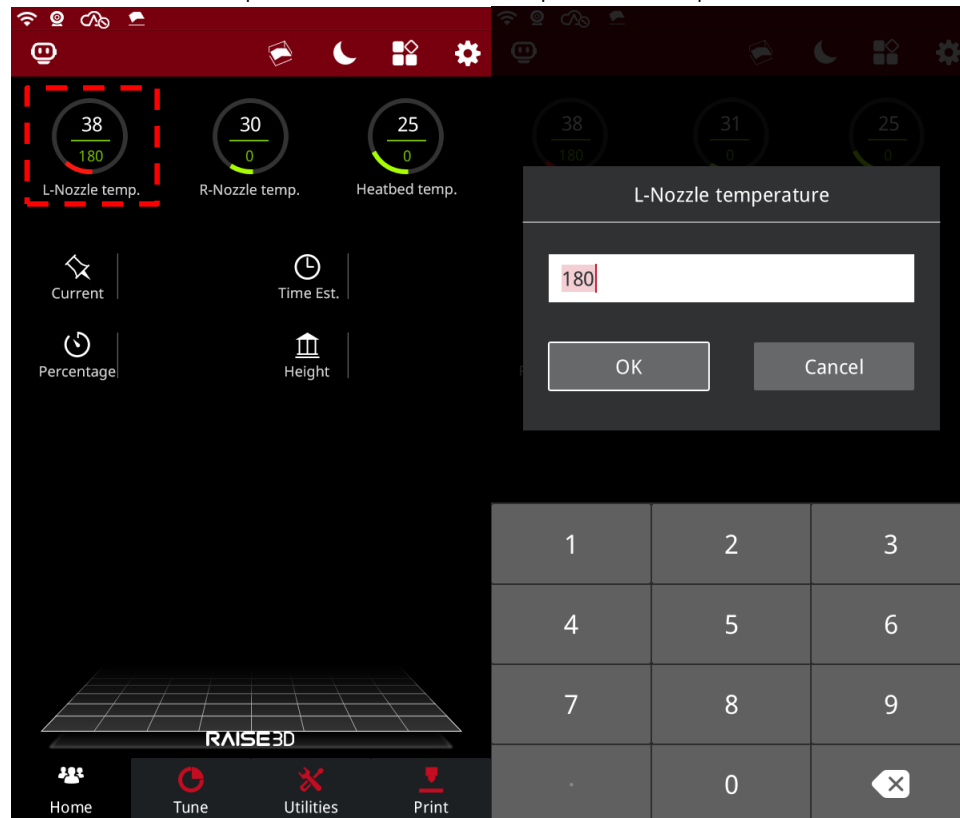 38
180
L-Nozzle temp.
30
0
R-Nozzle temp.
25
0
Heatbed temp.
Current
Time Est.
Percentage
Height
RAISE3D
Home
Tune
Utilities
Print
38
180
31
0
25
0
L-Nozzle temperature
180
OK
Cancel
1
2
3
4
5
6
7
8
9
.
0